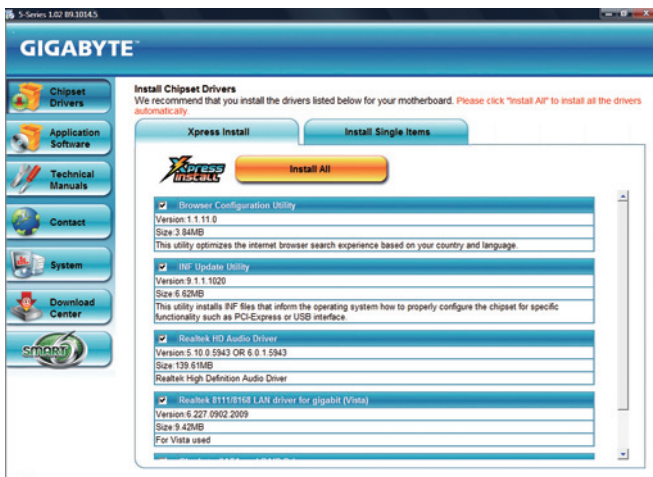 5-Series 1.02 B9.1014.5
GIGABYTE™
Chipset
Drivers
Application
Software
Technical
Manuals
Contact
System
Download
Center
SMART
Install Chipset Drivers
We recommend that you install the drivers listed below for your motherboard. Please click "Install All" to install all the drivers
automatically.
Xpress Install
Install Single Items
Xpress
INSTALL
Install All
Browser Configuration Utility
Version:1.1.11.0
Size:3.84MB
This utility optimizes the internet browser search experience based on your country and language.
INF Update Utility
Version:9.1.1.1020
Size:6.62MB
This utility installs INF files that inform the operating system how to properly configure the chipset for specific
functionality such as PCI-Express or USB interface.
Realtek HD Audio Driver
Version:5.10.0.5943 OR 6.0.1.5943
Size:139.61MB
Realtek High Definition Audio Driver
Realtek 8111/8168 LAN driver for gigabit (Vista)
Version:6.227.0902.2009
Size:9.42MB
For Vista used